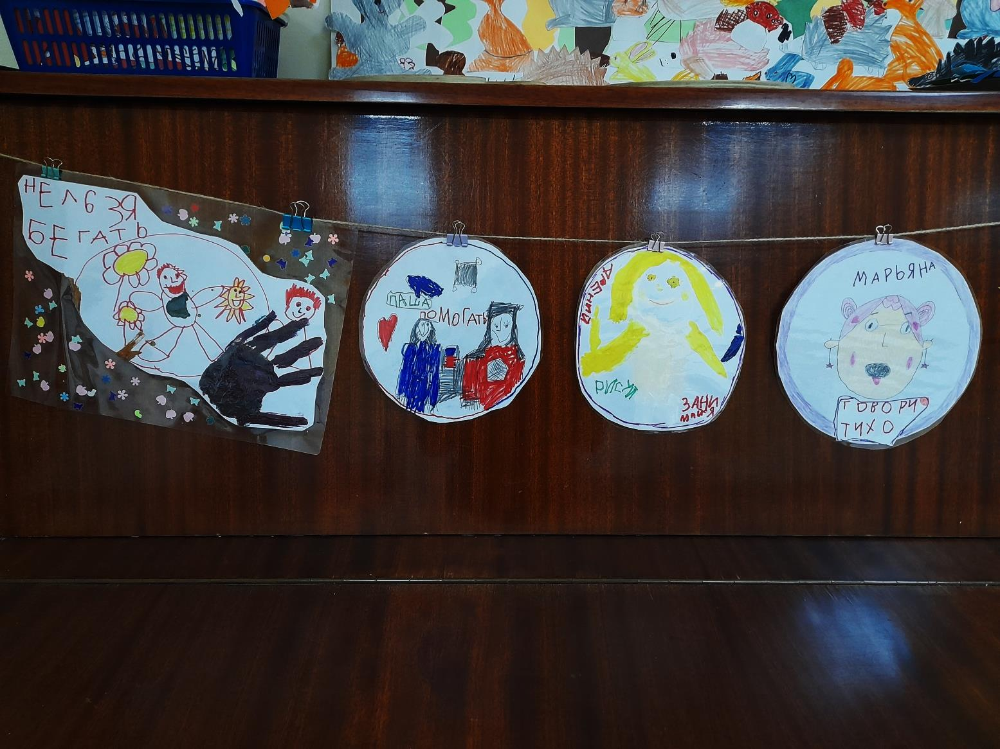 НЕЛЬЗЯ
БЕГАТЬ
ПАША
ПОМОГАТЬ
РИСУЙ
ЗАНИ
МАЙСЯ
МАРЬЯНА
ГОВОРИ
ТИХО